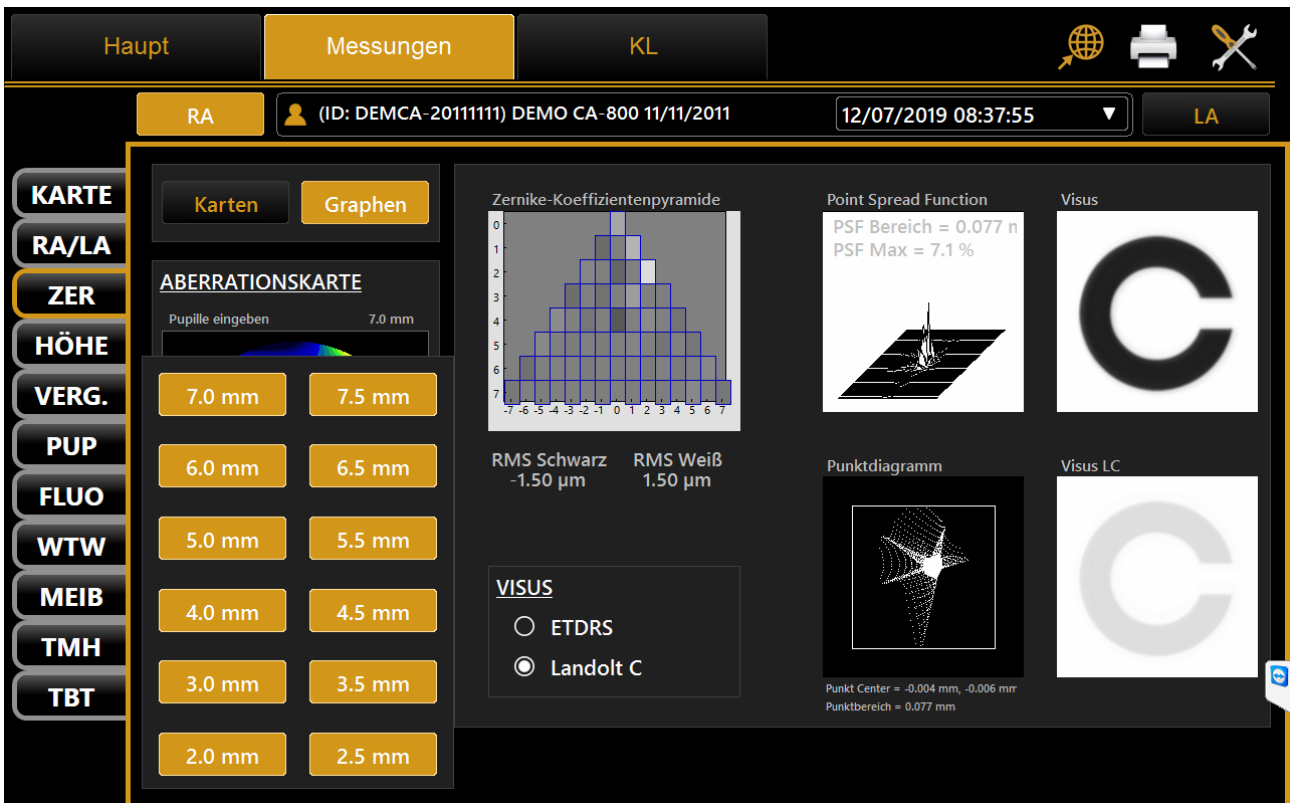 Haupt
Messungen
KL
RA
(ID: DEMCA-20111111) DEMO CA-800 11/11/2011
12/07/2019 08:37:55
LA
KARTE
RA/LA
ZER
HÖHE
VERG.
PUP
FLUO
WTW
MEIB
TMH
TBT
Karten
Graphen
ABERRATIONSKARTE
Pupille eingeben 7.0 mm
7.0 mm 7.5 mm
6.0 mm 6.5 mm
5.0 mm 5.5 mm
4.0 mm 4.5 mm
3.0 mm 3.5 mm
2.0 mm 2.5 mm
Zernike-Koeffizientenpyramide
0
1
2
3
4
5
6
7
-7 -6 -5 -4 -3 -2 -1 0 1 2 3 4 5 6 7
RMS Schwarz RMS Weiß
-1.50 µm 1.50 µm
VISUS
ETDRS
Landolt C
Point Spread Function
PSF Bereich = 0.077
PSF Max = 7.1 %
Visus
Punktdiagramm
Punkt Center = -0.004 mm, -0.006 mm
Punktbereich = 0.077 mm
Visus LC